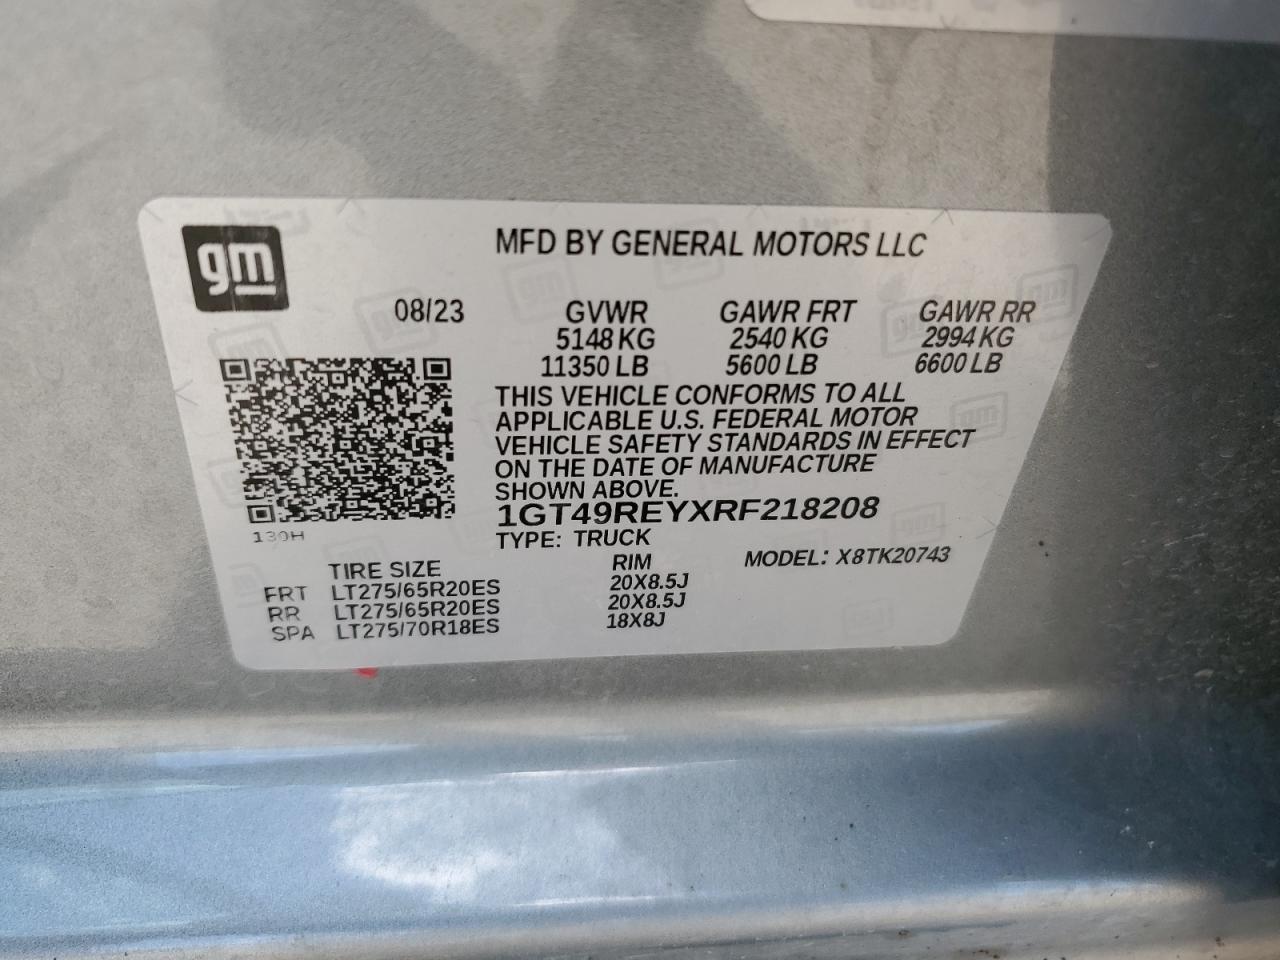 gm
MFD BY GENERAL MOTORS LLC
08/23 GVWR GAWR FRT GAWR RR
5148 KG 2540 KG 2994 KG
11350 LB 5600 LB 6600 LB
THIS VEHICLE CONFORMS TO ALL
APPLICABLE U.S. FEDERAL MOTOR
VEHICLE SAFETY STANDARDS IN EFFECT
ON THE DATE OF MANUFACTURE
SHOWN ABOVE.
1GT49REYXRF218208
130H
TYPE: TRUCK
MODEL: X8TK20743
TIRE SIZE RIM
FRT LT275/65R20ES 20X8.5J
RR LT275/65R20ES 20X8.5J
SPA LT275/70R18ES 18X8J